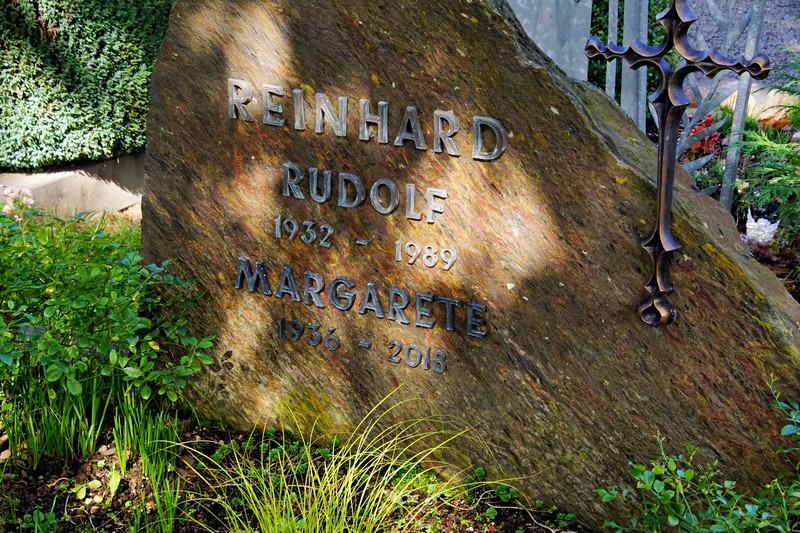 REINHARD
RUDOLF
1932 - 1989
MARGARETE
1936 - 2018